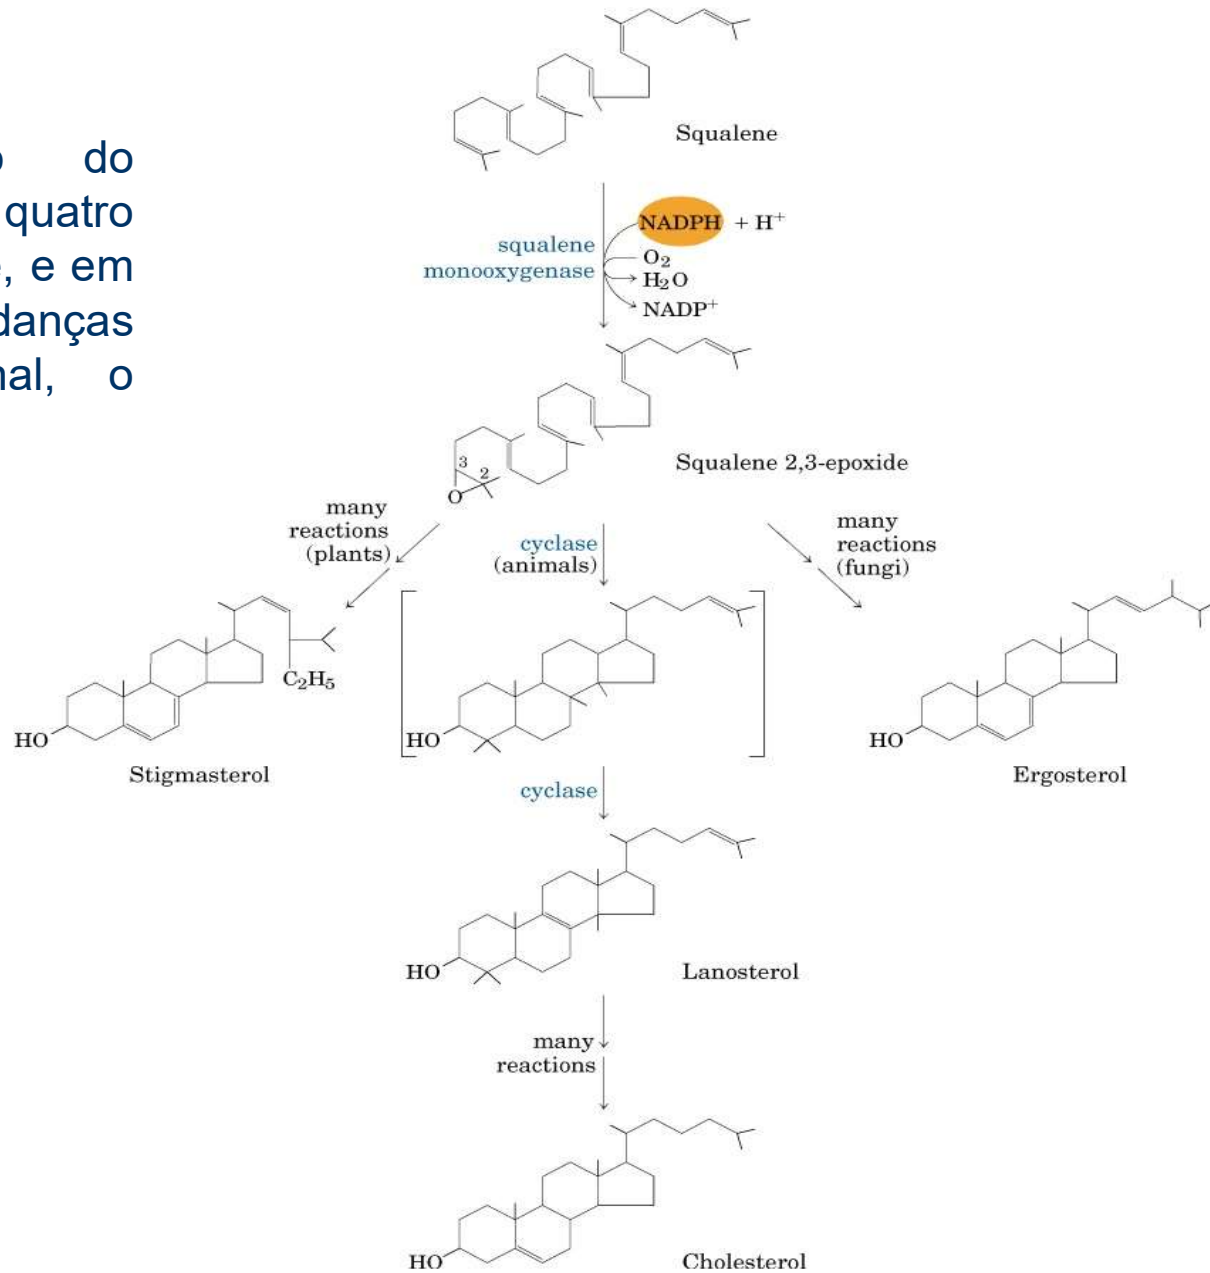 do
quatro
, e em
danças
nal, o
Squalene
NADPH + H⁺
squalene
monooxygenase
O₂
H₂O
NADP⁺
3
2
O
Squalene 2,3-epoxide
many
reactions
(plants)
cyclase
(animals)
many
reactions
(fungi)
C₂H₅
HO
Stigmasterol
HO
HO
Ergosterol
cyclase
HO
Lanosterol
many
reactions
HO
Cholesterol